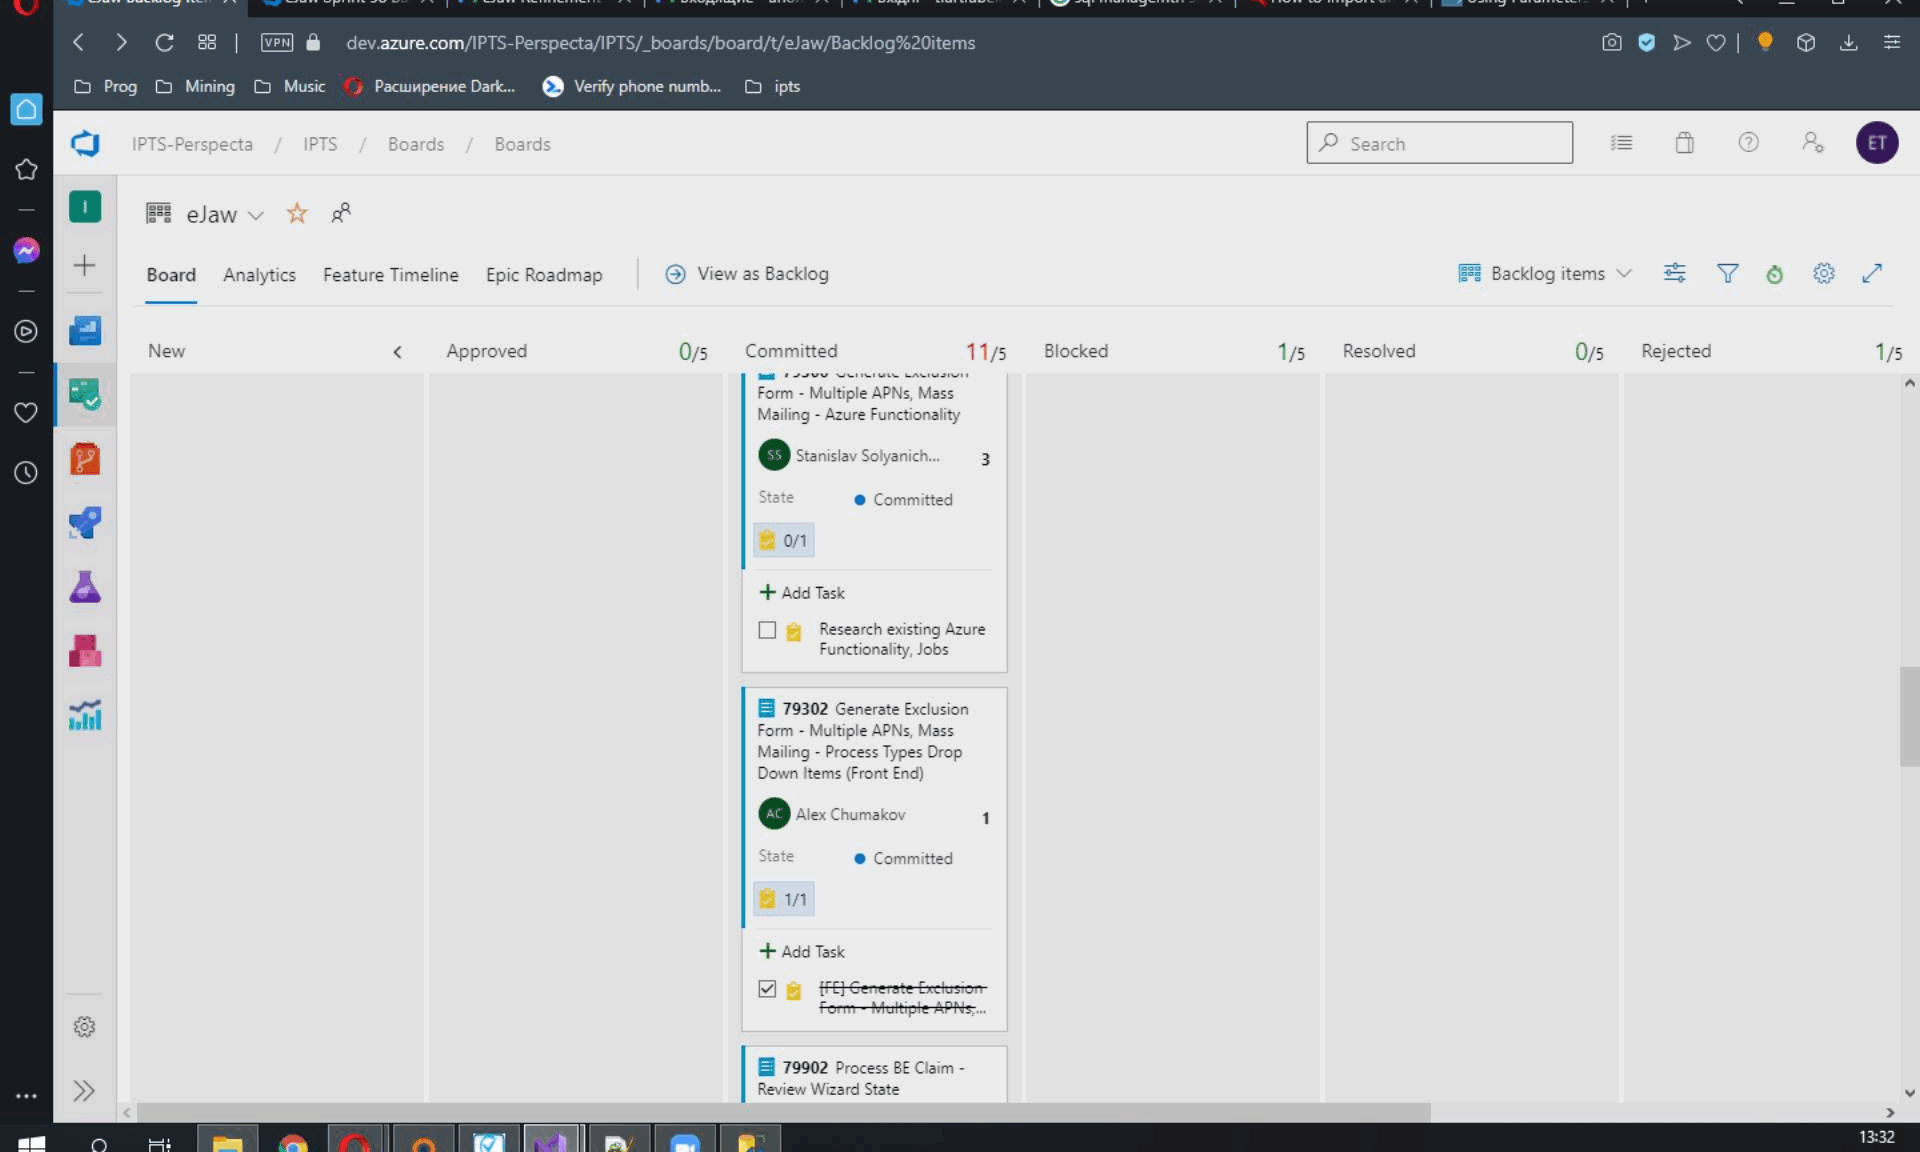 VPN
dev.azure.com/IPTS-Perspecta/IPTS/_boards/board/t/eJaw/Backlog%20items
Prog
Mining
Music
Расширение Dark...
Verify phone numb...
ipts
IPTS-Perspecta / IPTS / Boards / Boards
Search
ET
I
eJaw
Board
Analytics
Feature Timeline
Epic Roadmap
View as Backlog
Backlog items
New
Approved
0/5
Committed
11/5
Blocked
1/5
Resolved
0/5
Rejected
1/5
Generate Exclusion
Form - Multiple APNs, Mass
Mailing - Azure Functionality
SS
Stanislav Solyanich...
3
State
Committed
0/1
Add Task
Research existing Azure
Functionality, Jobs
79302 Generate Exclusion
Form - Multiple APNs, Mass
Mailing - Process Types Drop
Down Items (Front End)
AC
Alex Chumakov
1
State
Committed
1/1
Add Task
[FE] Generate Exclusion
Form - Multiple APNs,...
79902 Process BE Claim -
Review Wizard State
13:32